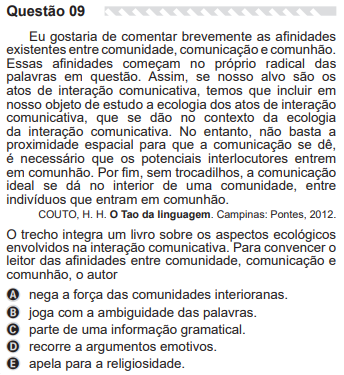 Questão 09
Eu gostaria de comentar brevemente as afinidades
existentes entre comunidade, comunicação e comunhão.
Essas afinidades começam no próprio radical das
palavras em questão. Assim, se nosso alvo são os
atos de interação comunicativa, temos que incluir em
nosso objeto de estudo a ecologia dos atos de interação
comunicativa, que se dão no contexto da ecologia
da interação comunicativa. No entanto, não basta a
proximidade espacial para que a comunicação se dê,
é necessário que os potenciais interlocutores entrem
em comunhão. Por fim, sem trocadilhos, a comunicação
ideal se dá no interior de uma comunidade, entre
indivíduos que entram em comunhão.
COUTO, H. H. O Tao da linguagem. Campinas: Pontes, 2012.
O trecho integra um livro sobre os aspectos ecológicos
envolvidos na interação comunicativa. Para convencer o
leitor das afinidades entre comunidade, comunicação e
comunhão, o autor
A nega a força das comunidades interioranas.
B joga com a ambiguidade das palavras.
C parte de uma informação gramatical.
D recorre a argumentos emotivos.
E apela para a religiosidade.